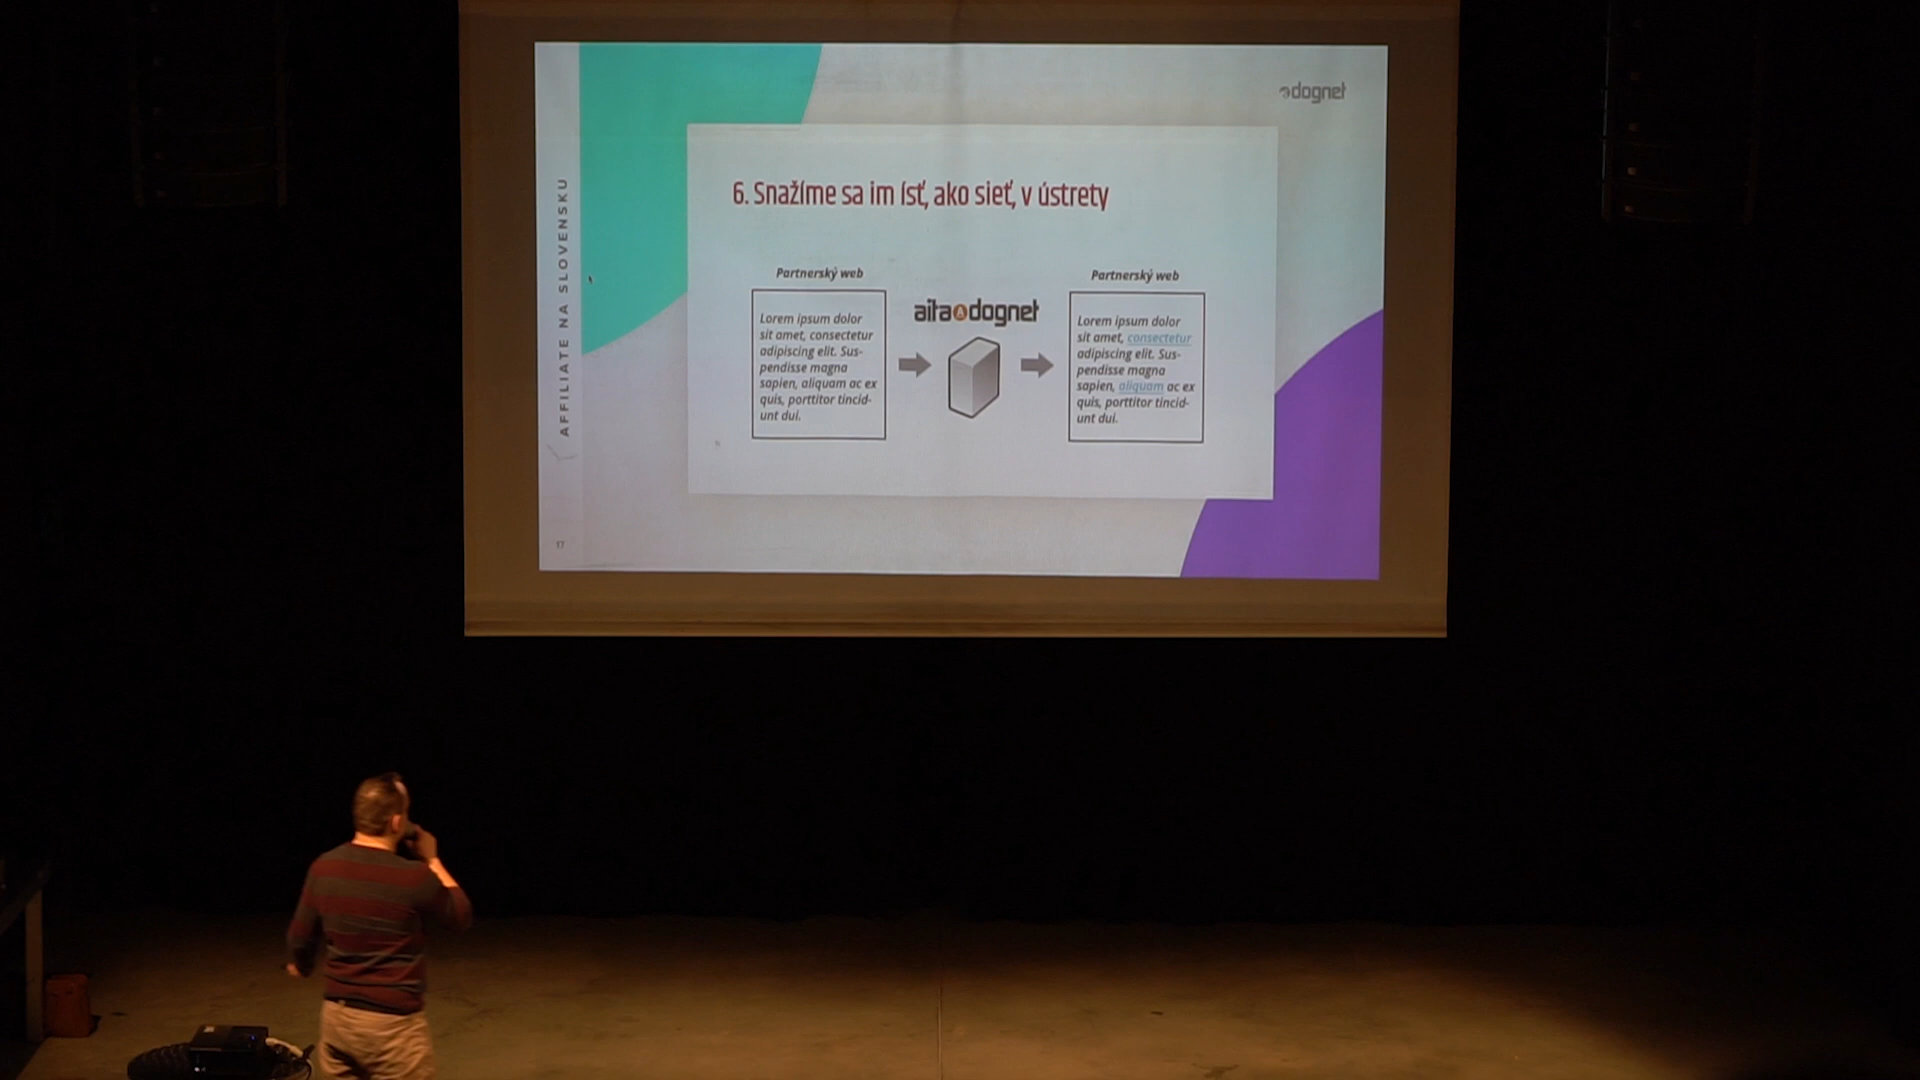 dognet
AFFILIATE NA SLOVENSKU
6. Snažíme sa im ísť, ako sieť, v ústrety
Partnerský web
Lorem ipsum dolor
sit amet, consectetur
adipiscing elit. Sus-
pendisse magna
sapien, aliquam ac ex
quis, porttitor tincid-
unt dui.
aita dognet
Partnerský web
Lorem ipsum dolor
sit amet, consectetur
adipiscing elit. Sus-
pendisse magna
sapien, aliquam ac ex
quis, porttitor tincid-
unt dui.
17